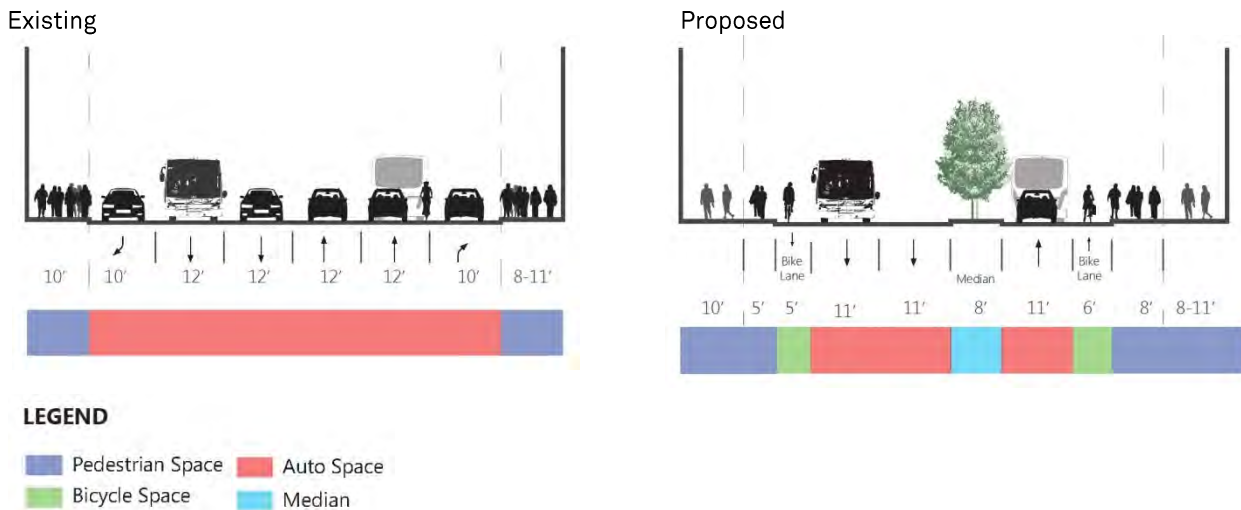 Existing
Proposed
Bike
Lane
Median
Bike
Lane
10’ 10’ 12’ 12’ 12’ 12’ 10’ 8-11’
10’ 5’ 5’ 11’ 11’ 8’ 11’ 6’ 8’ 8-11’
LEGEND
Pedestrian Space
Auto Space
Bicycle Space
Median